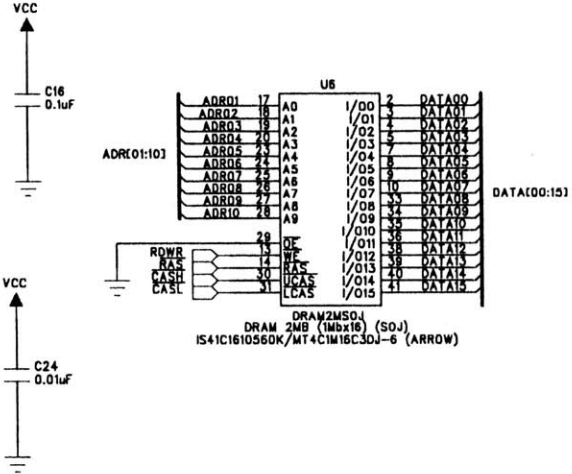 VCC
C16
0.1uF
U6
ADR01 17 A0 I/O0 2 DATA00
ADR02 18 A1 I/O1 3 DATA01
ADR03 19 A2 I/O2 4 DATA02
ADR04 20 A3 I/O3 5 DATA03
ADR05 23 A4 I/O4 7 DATA04
ADR06 24 A5 I/O5 8 DATA05
ADR07 25 A6 I/O6 9 DATA06
ADR08 26 A7 I/O7 10 DATA07
ADR09 27 A8 I/O8 33 DATA08
ADR10 28 A9 I/O9 34 DATA09
I/O10 35 DATA10
29 OE I/O11 36 DATA11
RDWR 13 WE I/O12 38 DATA12
RAS 14 RAS I/O13 39 DATA13
CASH 30 UCAS I/O14 40 DATA14
CASL 31 LCAS I/O15 41 DATA15
ADR[01:10]
DATA[00:15]
DRAM2MSOJ
DRAM 2MB (1Mbx16) (SOJ)
IS41C1610560K/MT4C1M16C3DJ-6 (ARROW)
VCC
C24
0.01uF